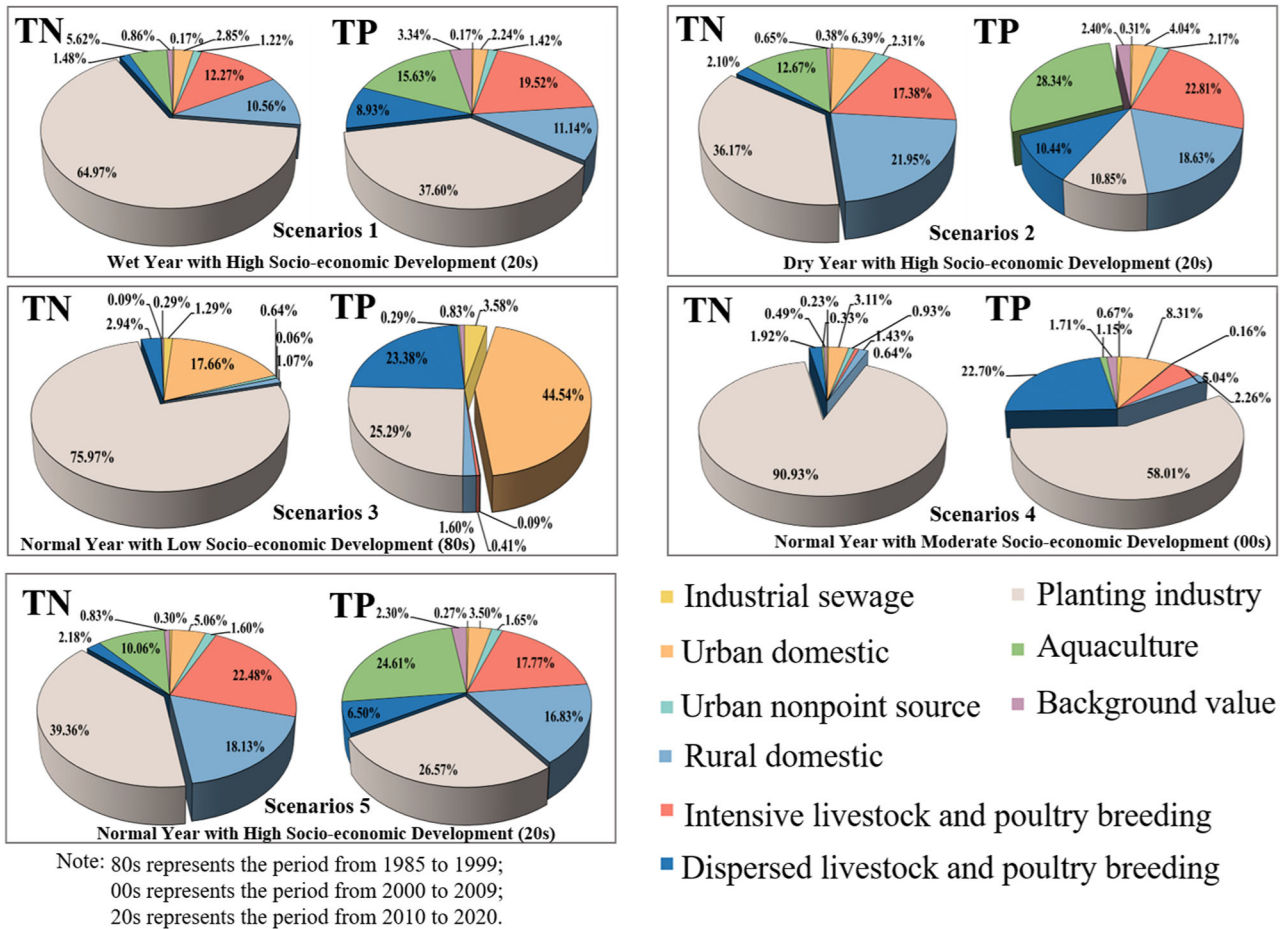 TN
0.86%
0.17%
2.85%
5.62%
1.22%
1.48%
12.27%
10.56%
64.97%
TP
3.34%
0.17%
2.24%
1.42%
15.63%
19.52%
8.93%
11.14%
37.60%
Scenarios 1
Wet Year with High Socio-economic Development (20s)
TN
0.65%
0.38%
6.39%
2.31%
2.10%
12.67%
17.38%
36.17%
21.95%
TP
2.40%
0.31%
4.04%
2.17%
28.34%
22.81%
10.44%
18.63%
10.85%
Scenarios 2
Dry Year with High Socio-economic Development (20s)
TN
0.09%
0.29%
1.29%
0.64%
2.94%
0.06%
17.66%
1.07%
75.97%
TP
0.29%
0.83%
3.58%
23.38%
44.54%
25.29%
1.60%
0.09%
0.41%
Scenarios 3
Normal Year with Low Socio-economic Development (80s)
TN
0.23%
3.11%
0.49%
0.33%
0.93%
1.92%
1.43%
0.64%
90.93%
TP
0.67%
8.31%
1.71%
1.15%
0.16%
22.70%
5.04%
2.26%
58.01%
Scenarios 4
Normal Year with Moderate Socio-economic Development (00s)
TN
0.83%
0.30%
5.06%
1.60%
2.18%
10.06%
22.48%
39.36%
18.13%
TP
2.30%
0.27%
3.50%
1.65%
24.61%
17.77%
6.50%
16.83%
26.57%
Scenarios 5
Normal Year with High Socio-economic Development (20s)
Industrial sewage
Urban domestic
Urban nonpoint source
Rural domestic
Intensive livestock and poultry breeding
Dispersed livestock and poultry breeding
Planting industry
Aquaculture
Background value
Note: 80s represents the period from 1985 to 1999;
00s represents the period from 2000 to 2009;
20s represents the period from 2010 to 2020.